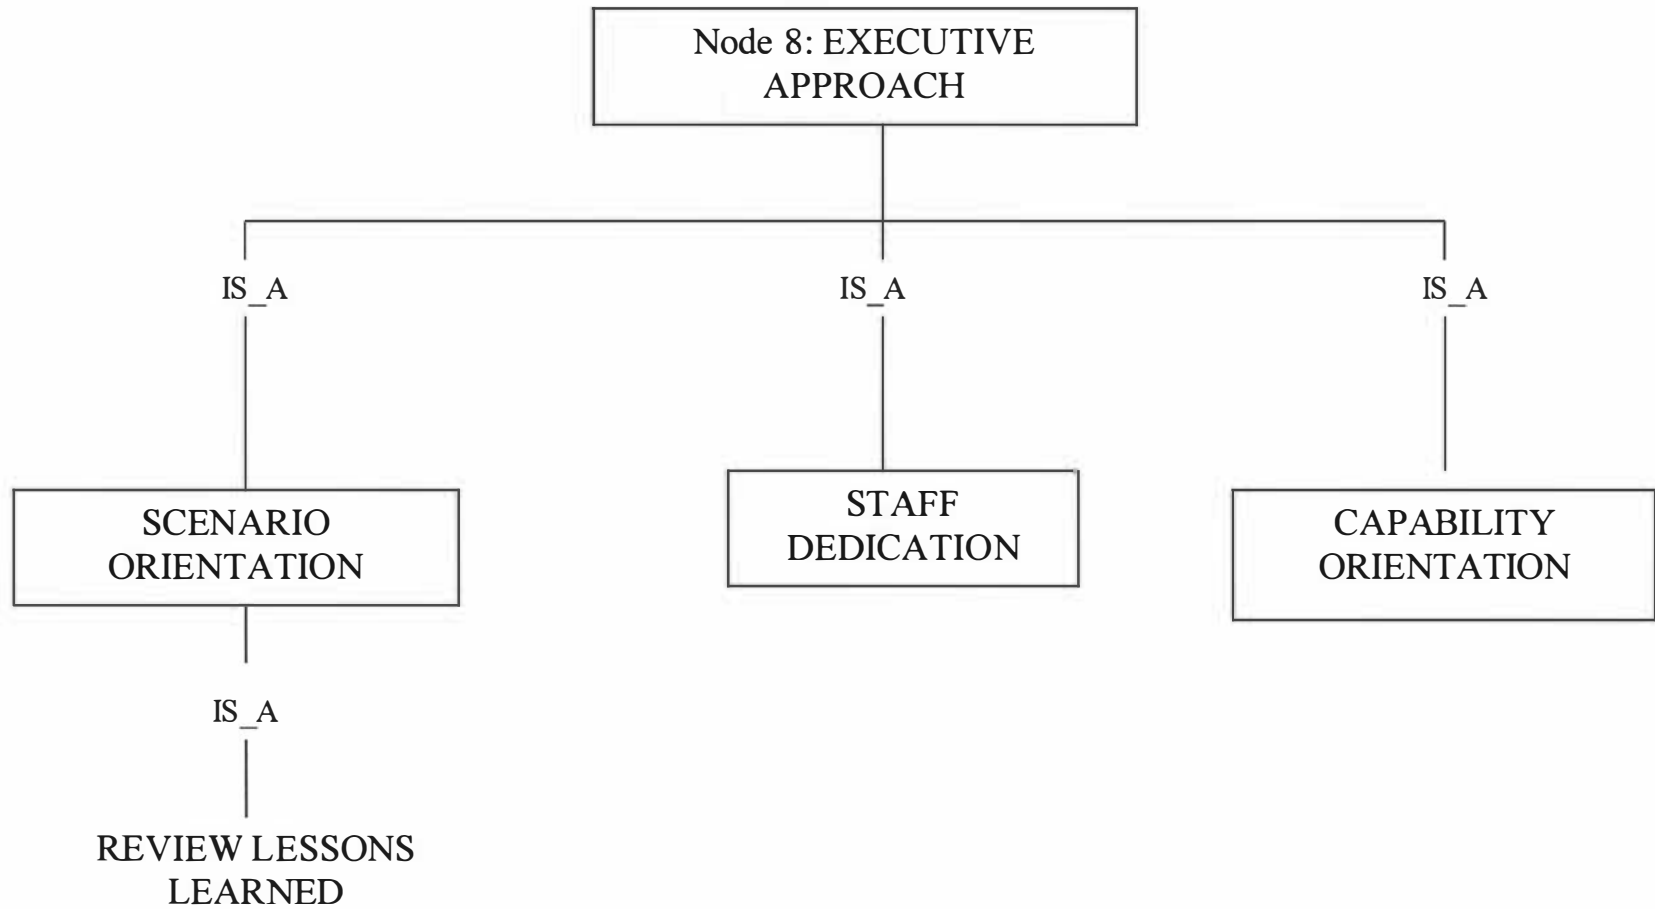 Node 8: EXECUTIVE
APPROACH
IS_A
IS_A
IS_A
SCENARIO
ORIENTATION
STAFF
DEDICATION
CAPABILITY
ORIENTATION
IS_A
REVIEW LESSONS
LEARNED